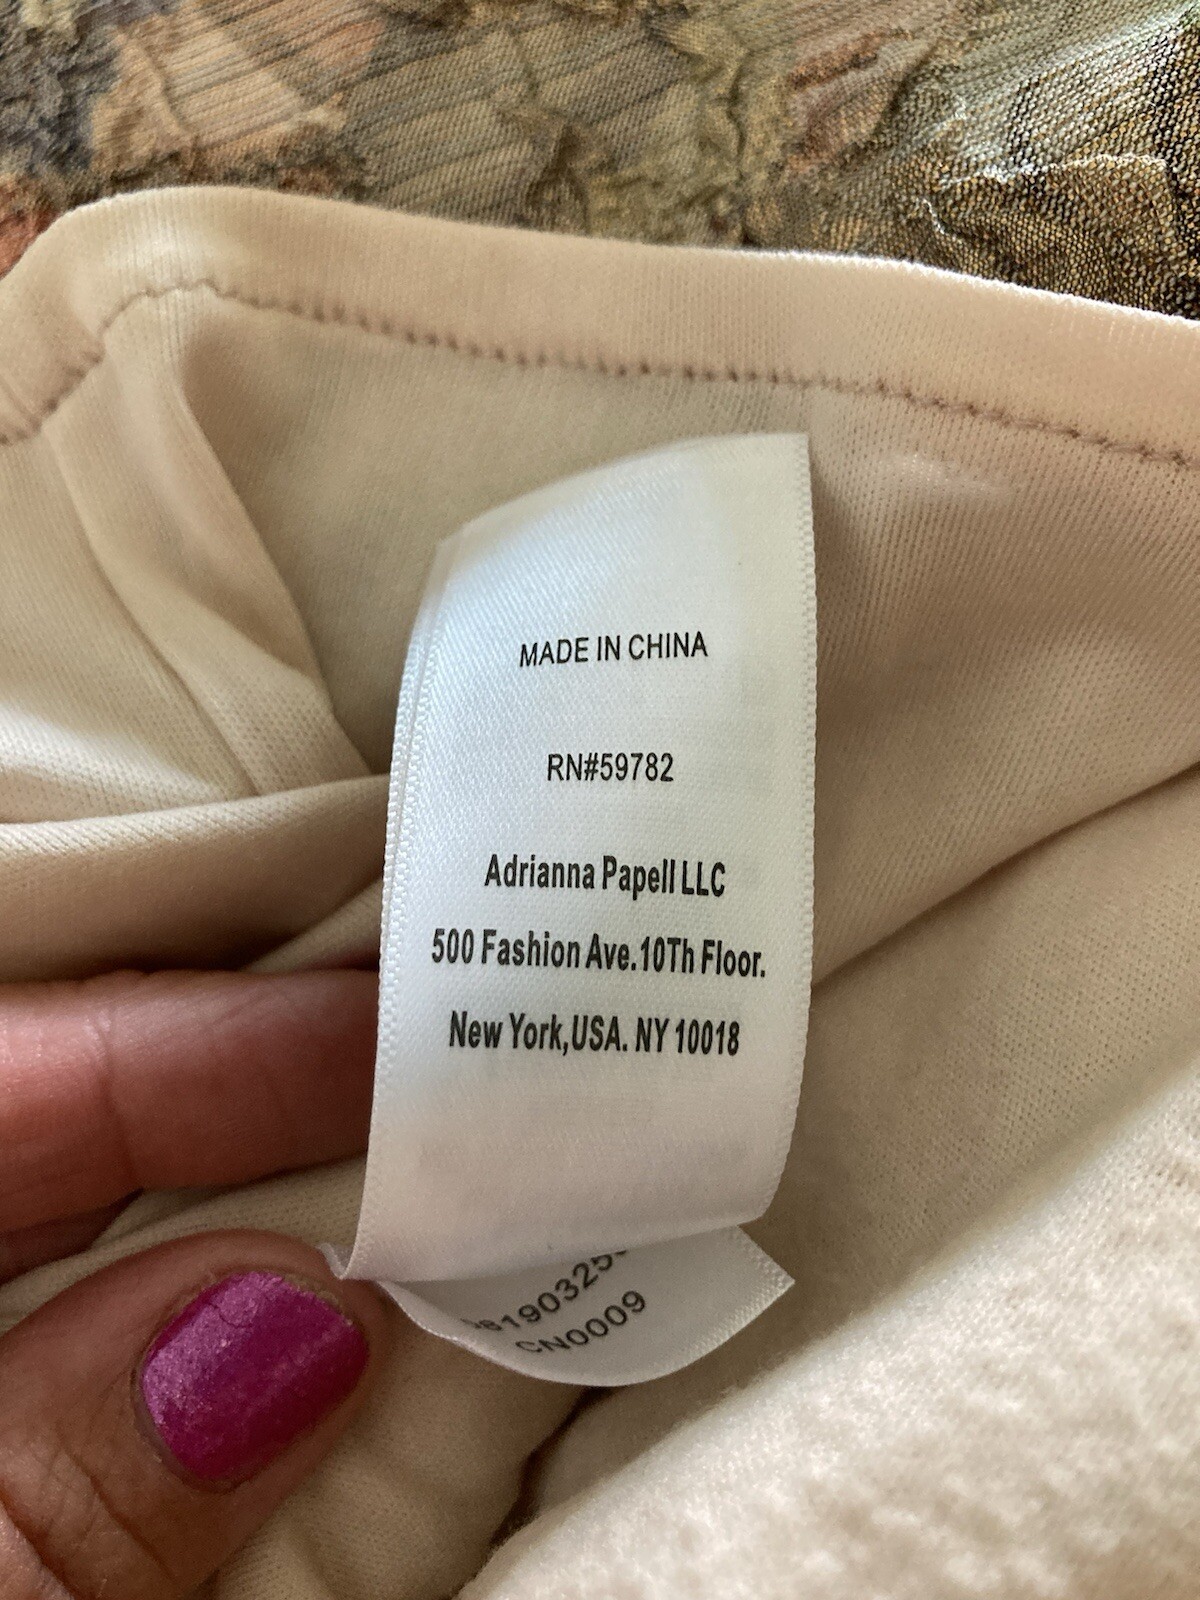 MADE IN CHINA
RN#59782
Adrianna Papell LLC
500 Fashion Ave.10Th Floor.
New York,USA. NY 10018
CN0009